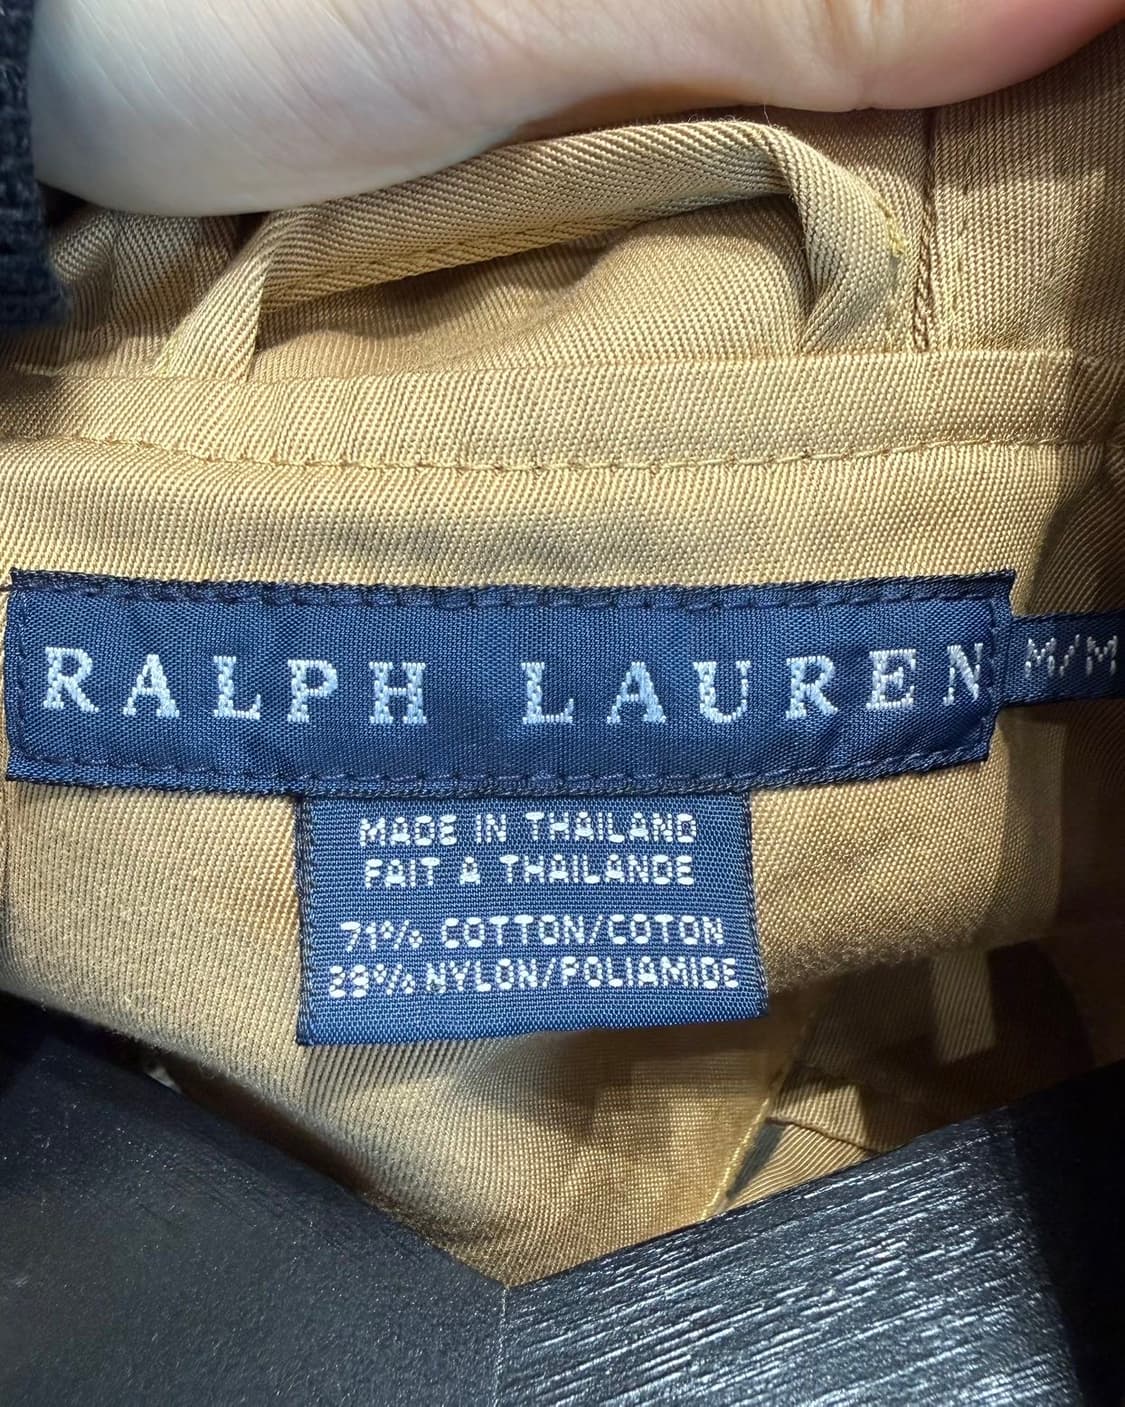 RALPH LAUREN
M/M
MADE IN THAILAND
FAIT A THAILANDE
71% COTTON/COTON
29% NYLON/POLIAMIDE